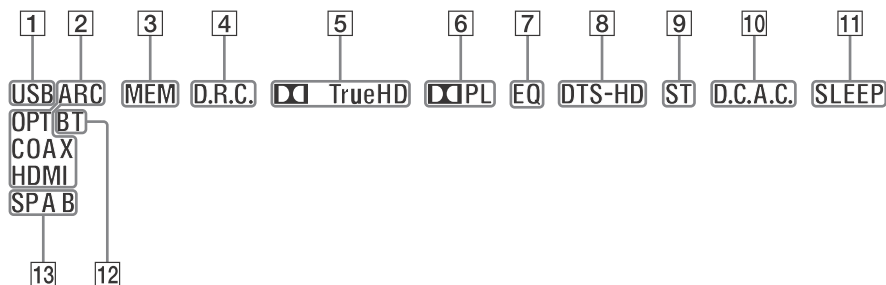 1 2 3 4 5 6 7 8 9 10 11
USB ARC MEM D.R.C. TrueHD PL EQ DTS-HD ST D.C.A.C. SLEEP
OPT BT
COAX
HDMI
SP A B
13 12